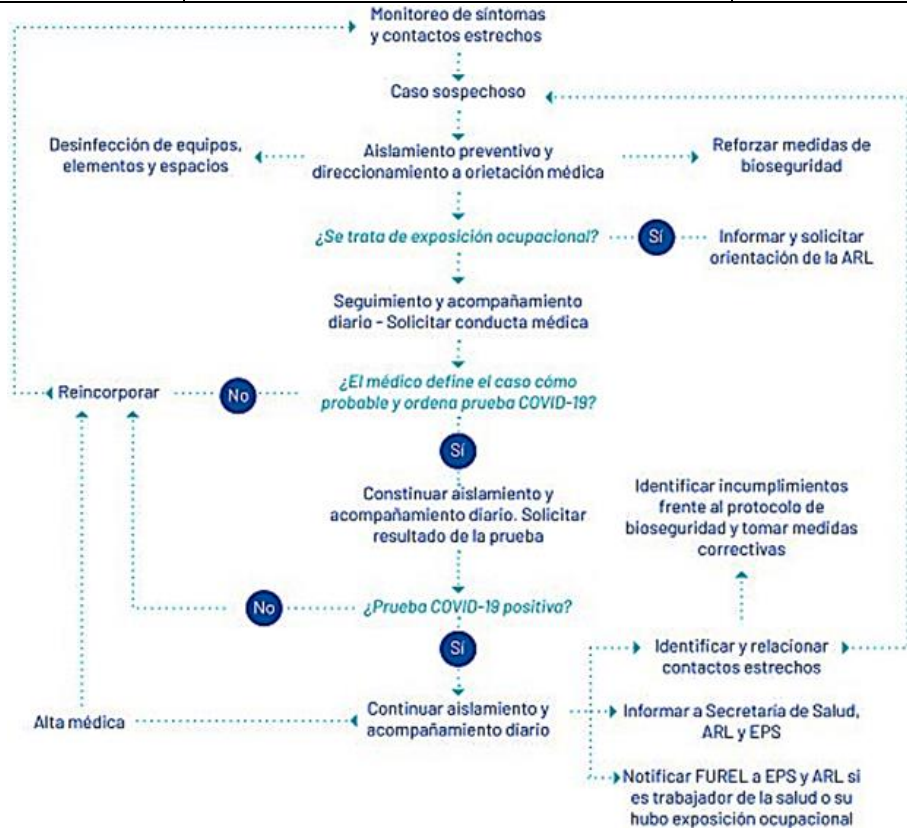 Monitoreo de síntomas
y contactos estrechos
Caso sospechoso
Desinfección de equipos,
elementos y espacios
Aislamiento preventivo y
direccionamiento a orietación médica
Reforzar medidas de
bioseguridad
¿Se trata de exposición ocupacional?
Sí
Informar y solicitar
orientación de la ARL
Seguimiento y acompañamiento
diario - Solicitar conducta médica
¿El médico define el caso cómo
probable y ordena prueba COVID-19?
No
Reincorporar
Sí
Constinuar aislamiento y
acompañamiento diario. Solicitar
resultado de la prueba
Identificar incumplimientos
frente al protocolo de
bioseguridad y tomar medidas
correctivas
¿Prueba COVID-19 positiva?
No
Sí
Identificar y relacionar
contactos estrechos
Continuar aislamiento y
acompañamiento diario
Alta médica
Informar a Secretaría de Salud,
ARL y EPS
Notificar FUREL a EPS y ARL si
es trabajador de la salud o su
hubo exposición ocupacional